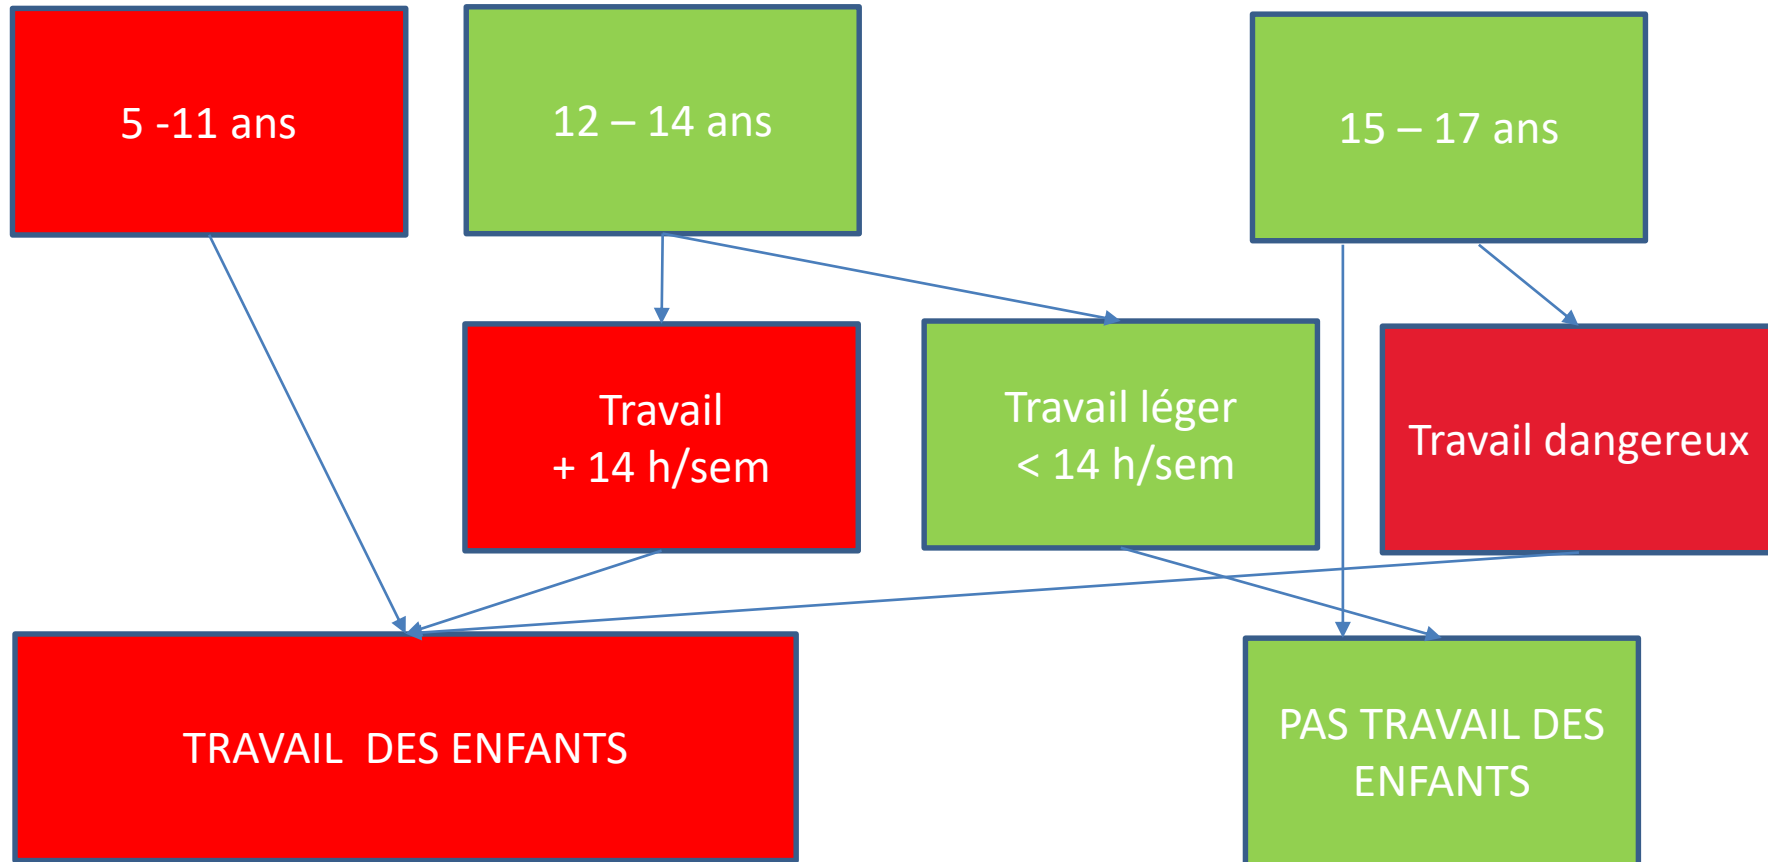 5 -11 ans
12 – 14 ans
15 – 17 ans
Travail
+ 14 h/sem
Travail léger
< 14 h/sem
Travail dangereux
TRAVAIL  DES ENFANTS
PAS TRAVAIL DES
ENFANTS